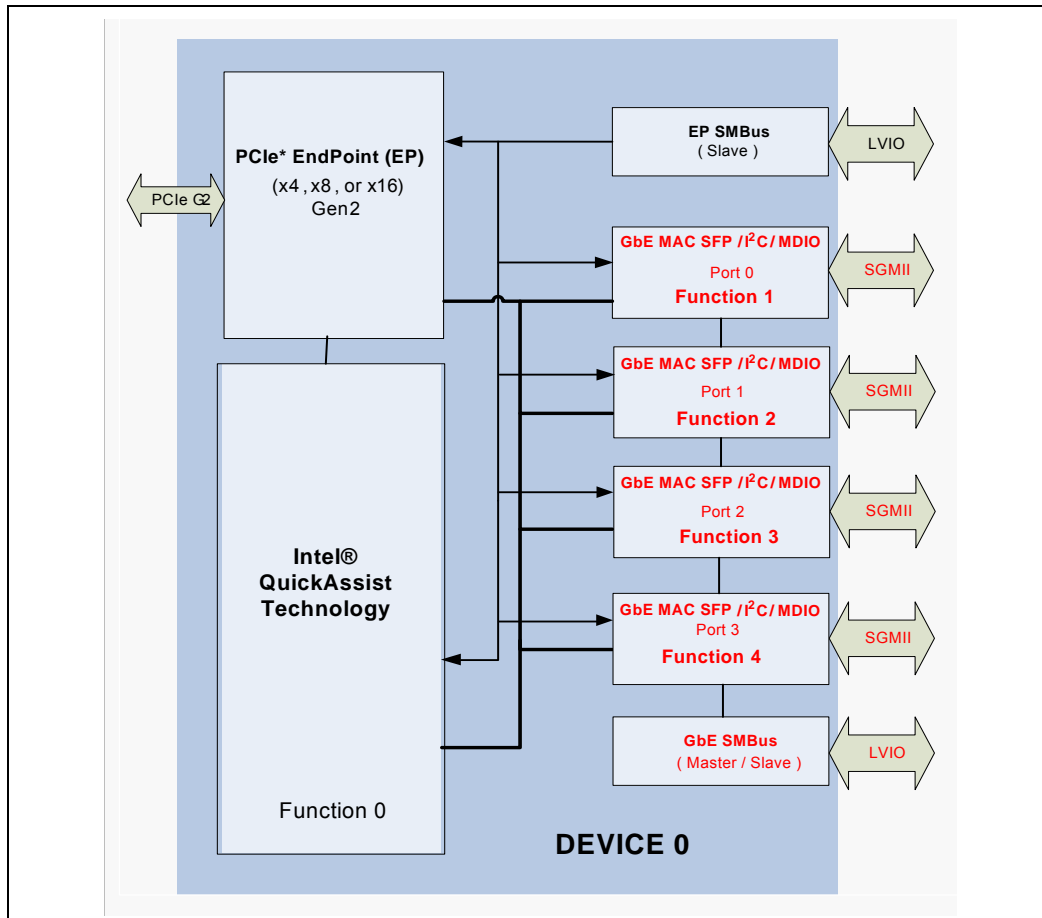 PCIe* EndPoint (EP)
(x4 , x8, or x16)
Gen2
PCIe G2
EP SMBus
( Slave )
LVIO
GbE MAC SFP /I²C/ MDIO
Port 0
Function 1
SGMII
GbE MAC SFP /I²C/ MDIO
Port 1
Function 2
SGMII
GbE MAC SFP /I²C/ MDIO
Port 2
Function 3
SGMII
GbE MAC SFP /I²C/ MDIO
Port 3
Function 4
SGMII
GbE SMBus
( Master / Slave )
LVIO
Intel®
QuickAssist
Technology
Function 0
DEVICE 0